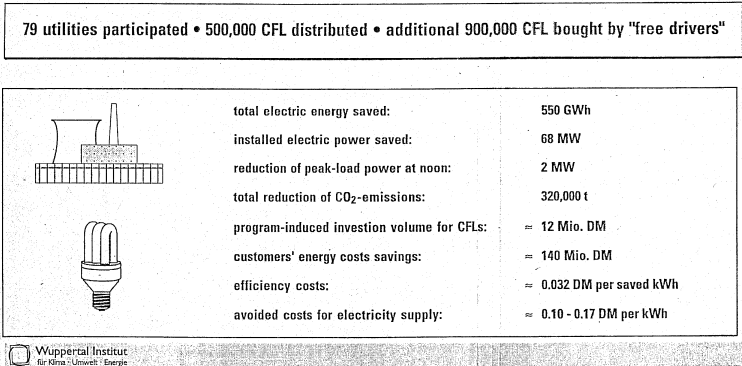 79 utilities participated • 500,000 CFL distributed • additional 900,000 CFL bought by "free drivers"
total electric energy saved: 550 GWh
installed electric power saved: 68 MW
reduction of peak-load power at noon: 2 MW
total reduction of CO₂-emissions: 320,000 t
program-induced investion volume for CFLs: ≈ 12 Mio. DM
customers' energy costs savings: ≈ 140 Mio. DM
efficiency costs: ≈ 0.032 DM per saved kWh
avoided costs for electricity supply: ≈ 0.10 - 0.17 DM per kWh
Wuppertal Institut
für Klima · Umwelt · Energie